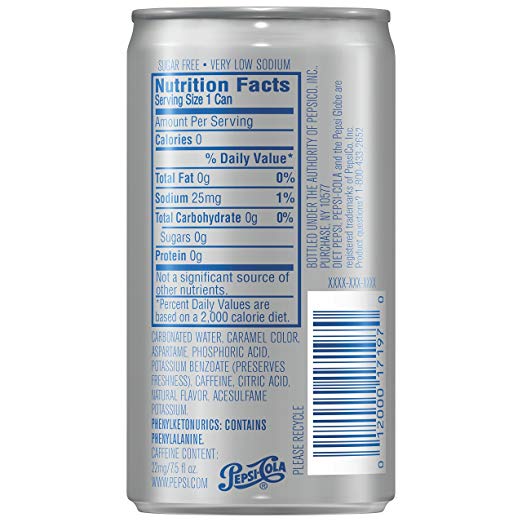 SUGAR FREE • VERY LOW SODIUM
Nutrition Facts
Serving Size 1 Can
Amount Per Serving
Calories 0
% Daily Value*
Total Fat 0g 0%
Sodium 25mg 1%
Total Carbohydrate 0g 0%
Sugars 0g
Protein 0g
Not a significant source of
other nutrients.
*Percent Daily Values are
based on a 2,000 calorie diet.
CARBONATED WATER, CARAMEL COLOR,
ASPARTAME, PHOSPHORIC ACID,
POTASSIUM BENZOATE (PRESERVES
FRESHNESS), CAFFEINE, CITRIC ACID,
NATURAL FLAVOR, ACESULFAME
POTASSIUM.
PHENYLKETONURICS: CONTAINS
PHENYLALANINE.
CAFFEINE CONTENT:
22mg/7.5 fl oz.
WWW.PEPSI.COM
PEPSI-COLA
®
BOTTLED UNDER THE AUTHORITY OF PEPSICO, INC.,
PURCHASE, NY 10577
DIET PEPSI, PEPSI-COLA and the Pepsi Globe are
registered trademarks of PepsiCo, Inc.
Product questions? 1-800-433-2652
XXXX-XXX-XXXX
PLEASE RECYCLE
0 12000 17197 0